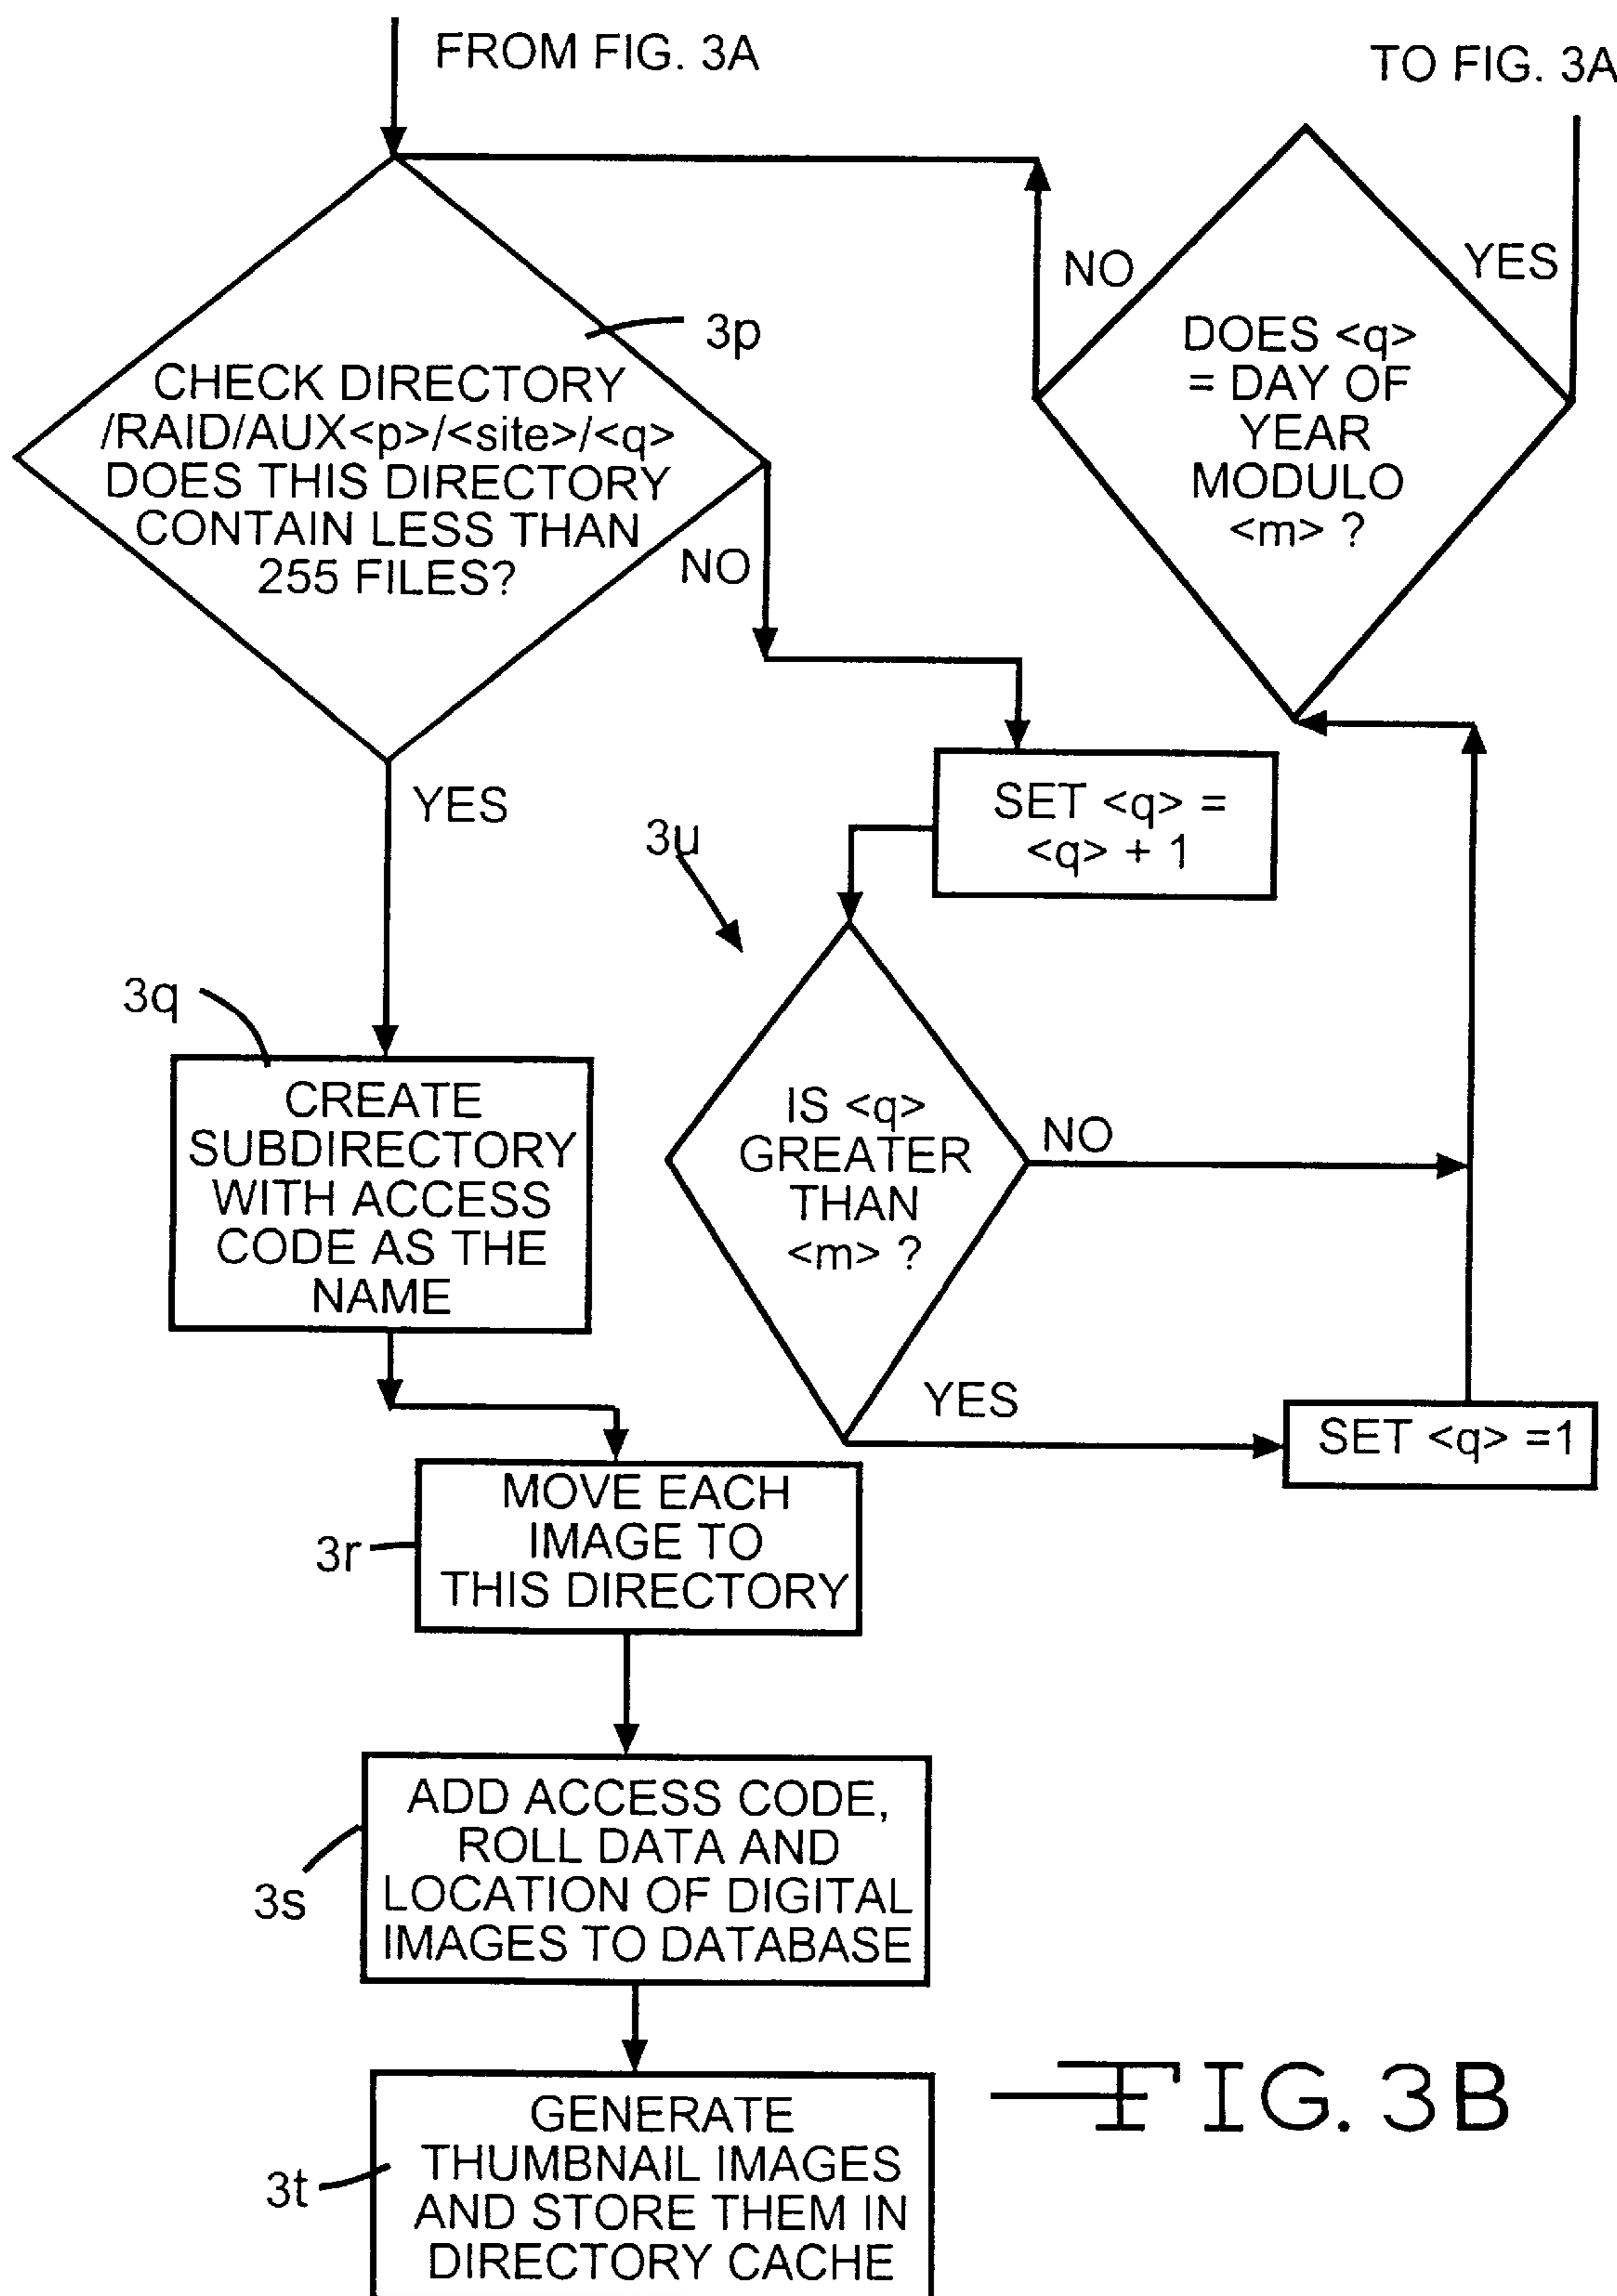 FROM FIG. 3A
TO FIG. 3A
NO
YES
3p
CHECK DIRECTORY
/RAID/AUX<p>/<site>/<q>
DOES THIS DIRECTORY
CONTAIN LESS THAN
255 FILES?
DOES <q>
= DAY OF
YEAR
MODULO
<m> ?
NO
YES
SET <q> =
<q> + 1
3u
3q
CREATE
SUBDIRECTORY
WITH ACCESS
CODE AS THE
NAME
IS <q>
GREATER
THAN
<m> ?
NO
YES
SET <q> =1
MOVE EACH
IMAGE TO
THIS DIRECTORY
3r
ADD ACCESS CODE,
ROLL DATA AND
LOCATION OF DIGITAL
IMAGES TO DATABASE
3s
GENERATE
THUMBNAIL IMAGES
AND STORE THEM IN
DIRECTORY CACHE
3t
FIG. 3B